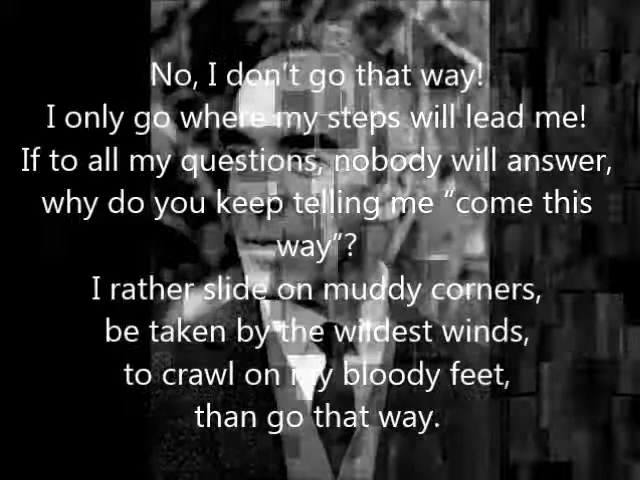 No, I don’t go that way!
I only go where my steps will lead me!
If to all my questions, nobody will answer,
why do you keep telling me “come this
way”?
I rather slide on muddy corners,
be taken by the wildest winds,
to crawl on my bloody feet,
than go that way.